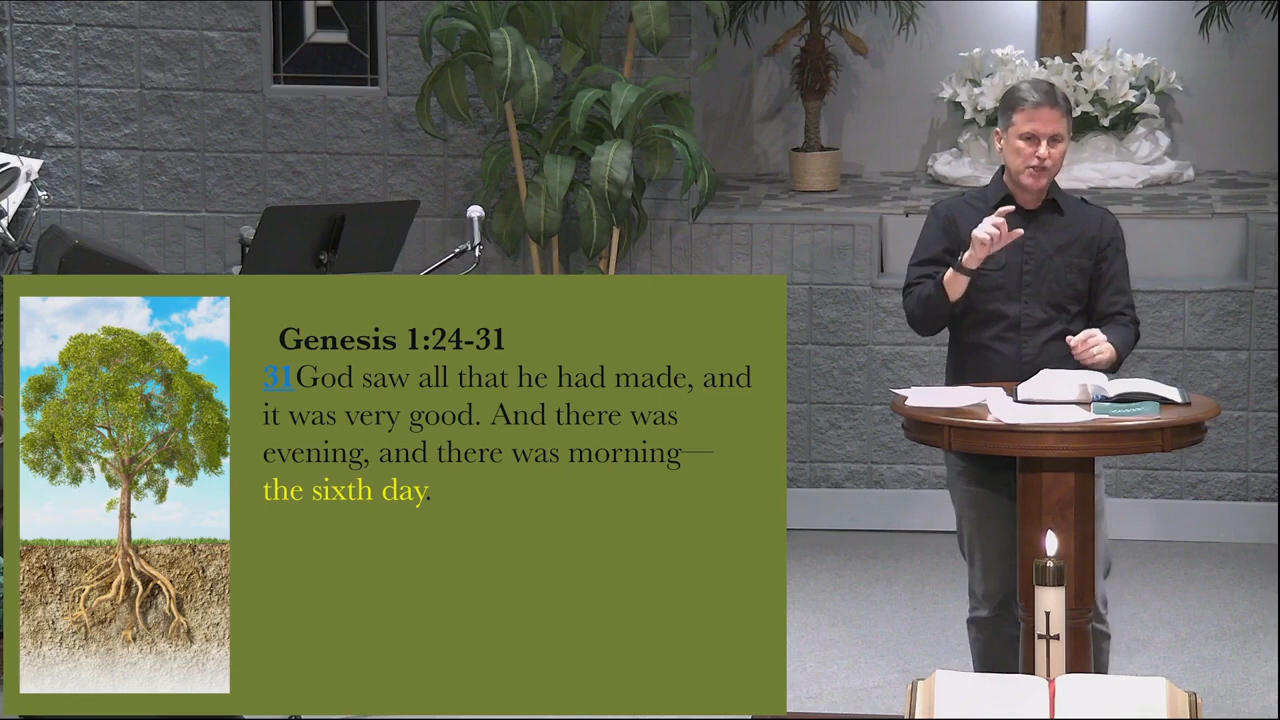 Genesis 1:24-31
31God saw all that he had made, and
it was very good. And there was
evening, and there was morning—
the sixth day.